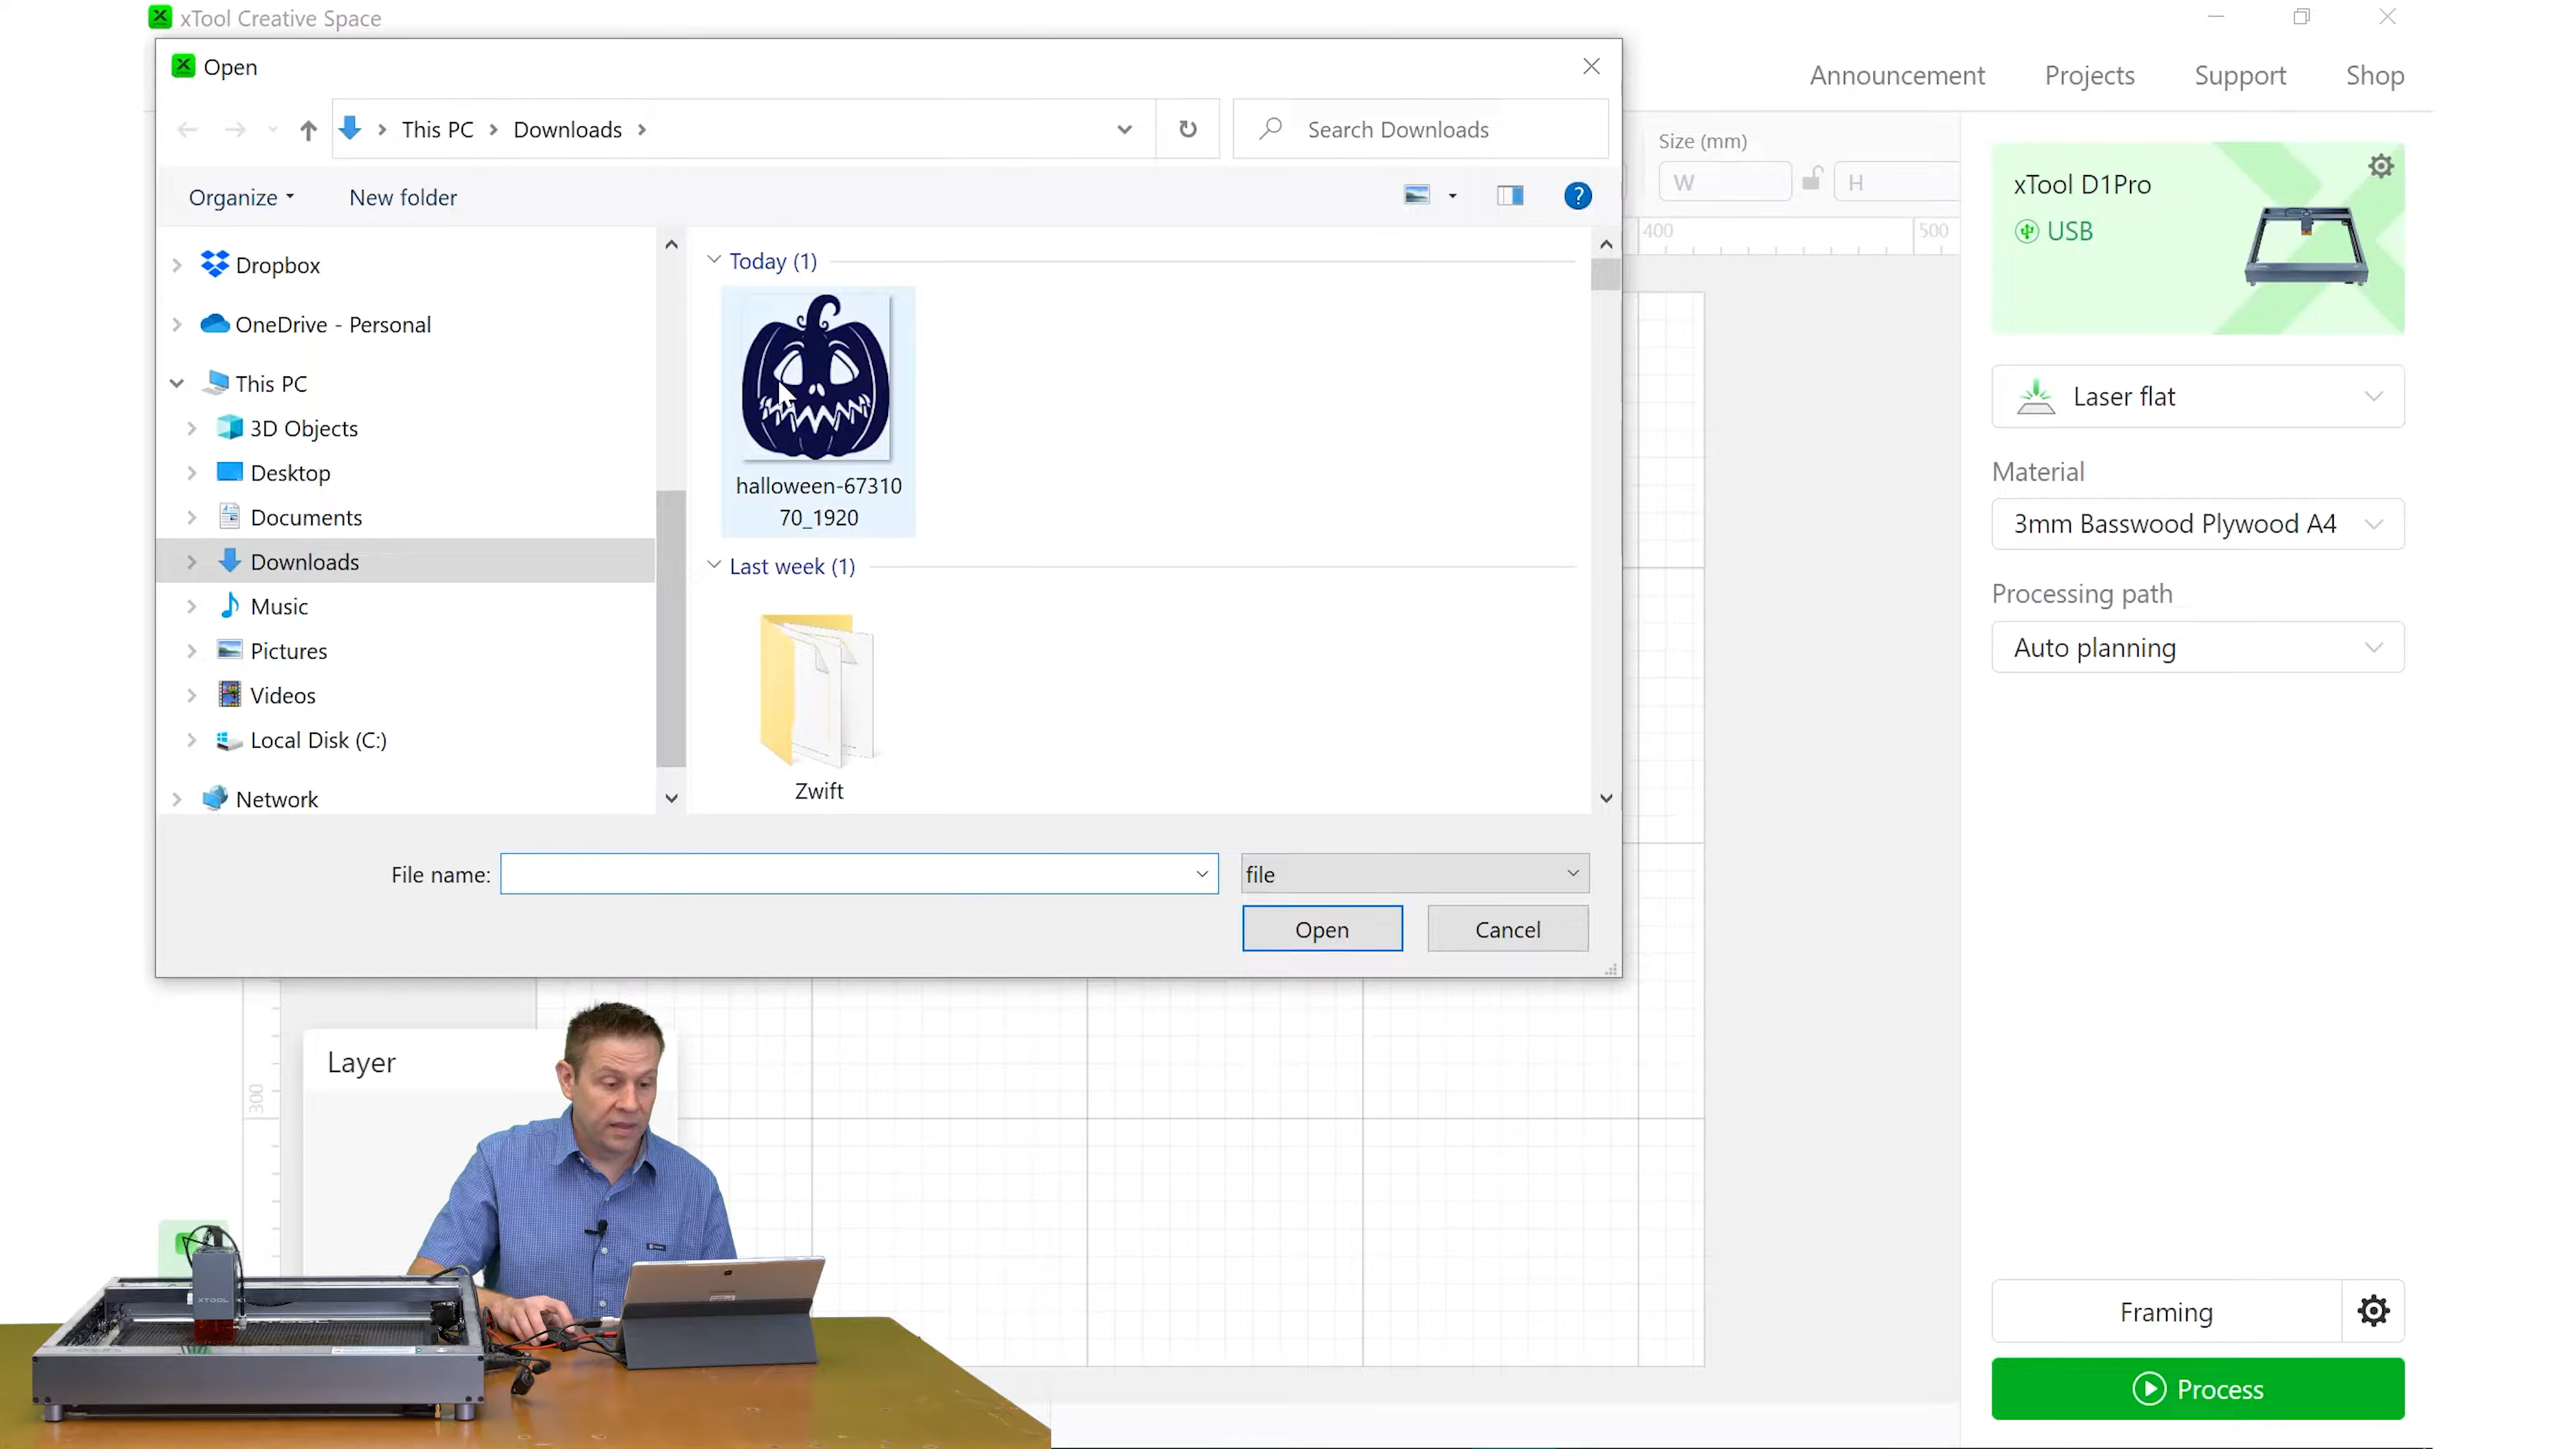 xTool Creative Space
Open
This PC
Downloads
Search Downloads
Announcement
Projects
Support
Shop
Organize
New folder
Size (mm)
W
H
400
500
xTool D1Pro
USB
Dropbox
OneDrive - Personal
This PC
3D Objects
Desktop
Documents
Downloads
Music
Pictures
Videos
Local Disk (C:)
Network
Today (1)
halloween-67310
70_1920
Last week (1)
Zwift
Laser flat
Material
3mm Basswood Plywood A4
Processing path
Auto planning
File name:
file
Open
Cancel
Layer
300
XTOOL
Framing
Process